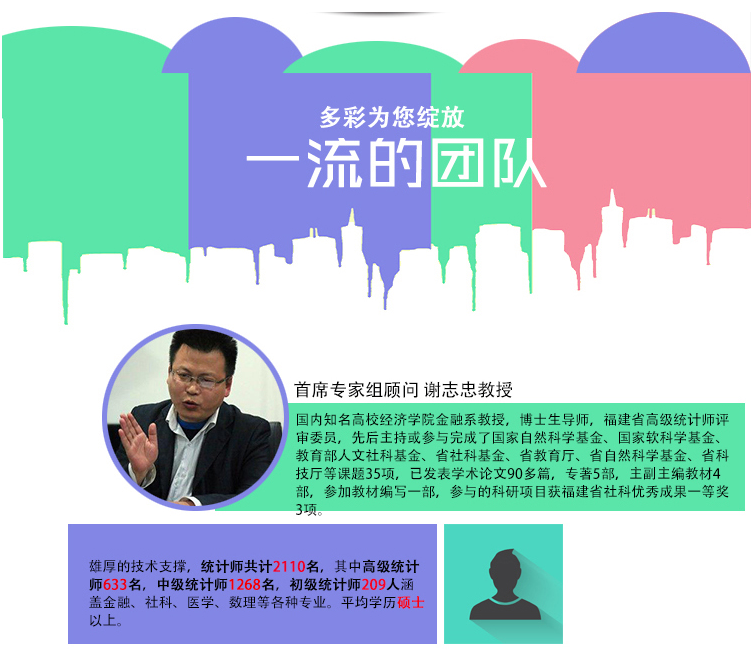 多彩为您绽放
一流的团队
首席专家组顾问 谢志忠教授
国内知名高校经济学院金融系教授，博士生导师，福建省高级统计师评
审委员，先后主持或参与完成了国家自然科学基金、国家软科学基金、
教育部人文社科基金、省社科基金、省教育厅、省自然科学基金、省科
技厅等课题35项，已发表学术论文90多篇，专著5部，主副主编教材4
部，参加教材编写一部，参与的科研项目获福建省社科优秀成果一等奖
3项。
雄厚的技术支撑，统计师共计2110名，其中高级统计
师633名，中级统计师1268名，初级统计师209人涵
盖金融、社科、医学、数理等各种专业。平均学历硕士
以上。